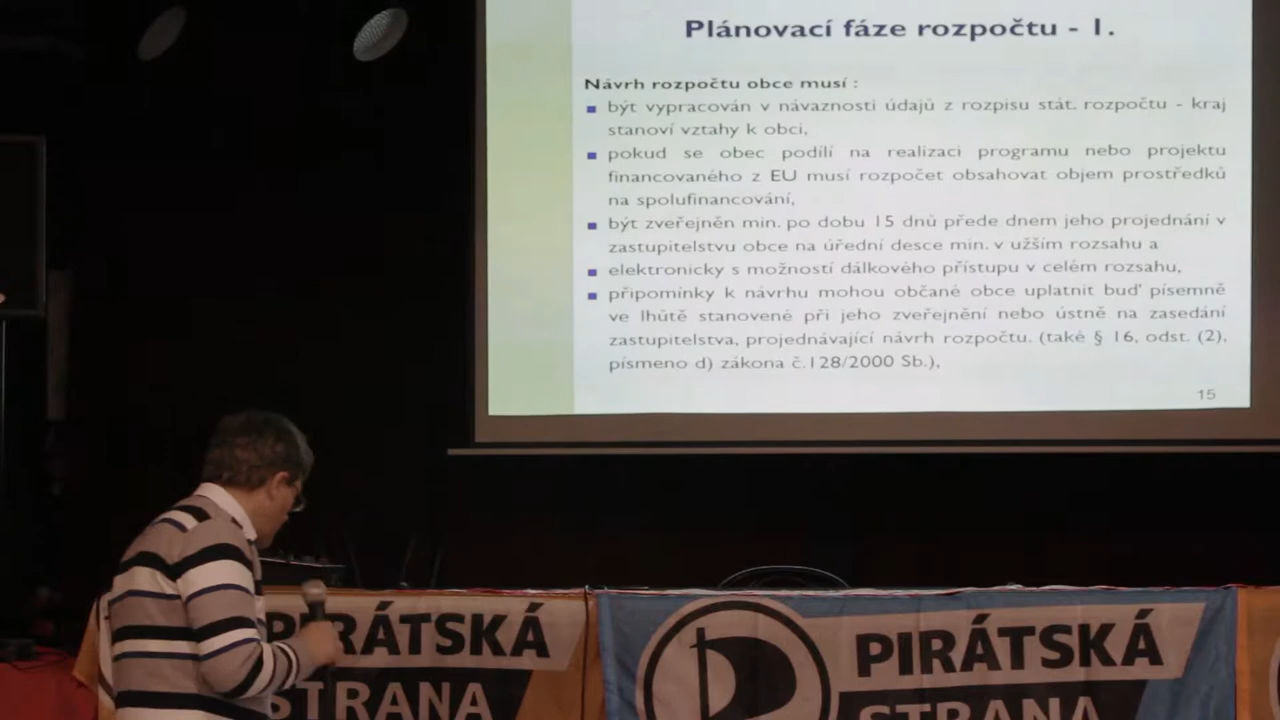 Plánovací fáze rozpočtu - I.
Návrh rozpočtu obce musí :
být vypracován v návaznosti údajů z rozpisu stát. rozpočtu - kraj
stanoví vztahy k obci,
pokud se obec podílí na realizaci programu nebo projektu
financovaného z EU musí rozpočet obsahovat objem prostředků
na spolufinancování,
být zveřejněn min. po dobu 15 dnů přede dnem jeho projednání v
zastupitelstvu obce na úřední desce min. v užším rozsahu a
elektronicky s možností dálkového přístupu v celém rozsahu,
připomínky k návrhu mohou občané obce uplatnit buď písemně
ve lhůtě stanovené při jeho zveřejnění nebo ústně na zasedání
zastupitelstva, projednávající návrh rozpočtu. (také § 16, odst. (2),
písmeno d) zákona č.128/2000 Sb.),
15
PIRÁTSKÁ
STRANA
PIRÁTSKÁ
STRANA